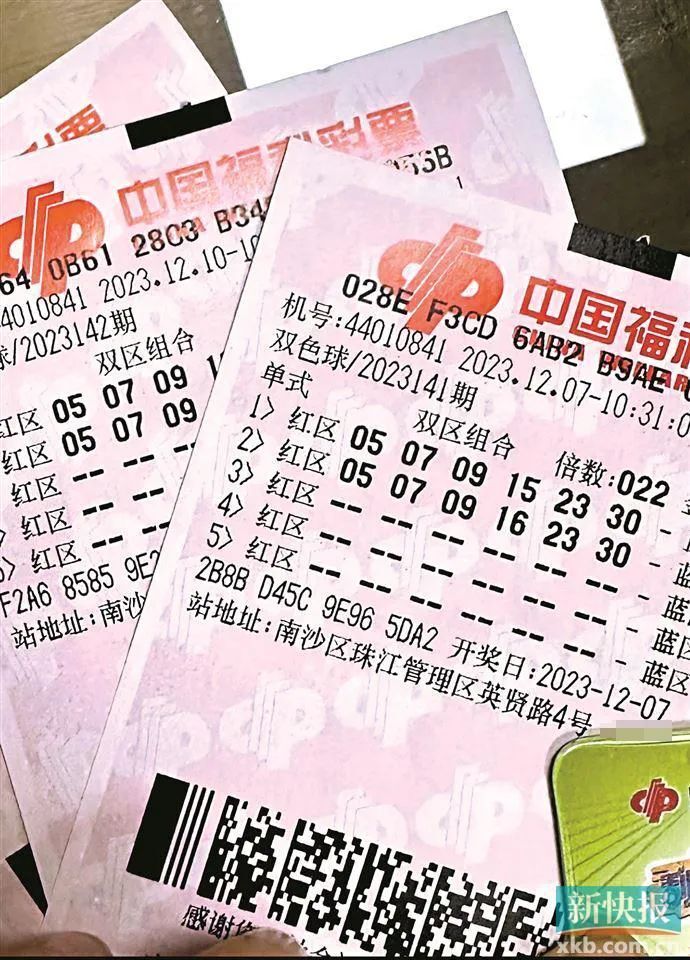 中国福利彩票
64 0B61 28C3 B34
44010841 2023.12.10-10
球/2023142期
双区组合
红区 05 07 09
红区 05 07 09
红区 -- -- --
红区 -- -- --
红区 -- -- --
F2A6 8585 9E2
站地址:南沙
中国福
028E F3CD 6AB2 B9AE
机号:44010841 2023.12.07-10:31:0
双色球/2023141期
单式 双区组合 倍数:022
1> 红区 05 07 09 15 23 30 -
2> 红区 05 07 09 16 23 30 -
3> 红区 -- -- -- -- -- -- - 蓝
4> 红区 -- -- -- -- -- -- - 蓝区
5> 红区 -- -- -- -- -- -- - 蓝区
2B8B D45C 9E96 5DA2 开奖日:2023-12-07
站地址:南沙区珠江管理区英贤路4号
感谢
新快报
xkb.com.cn